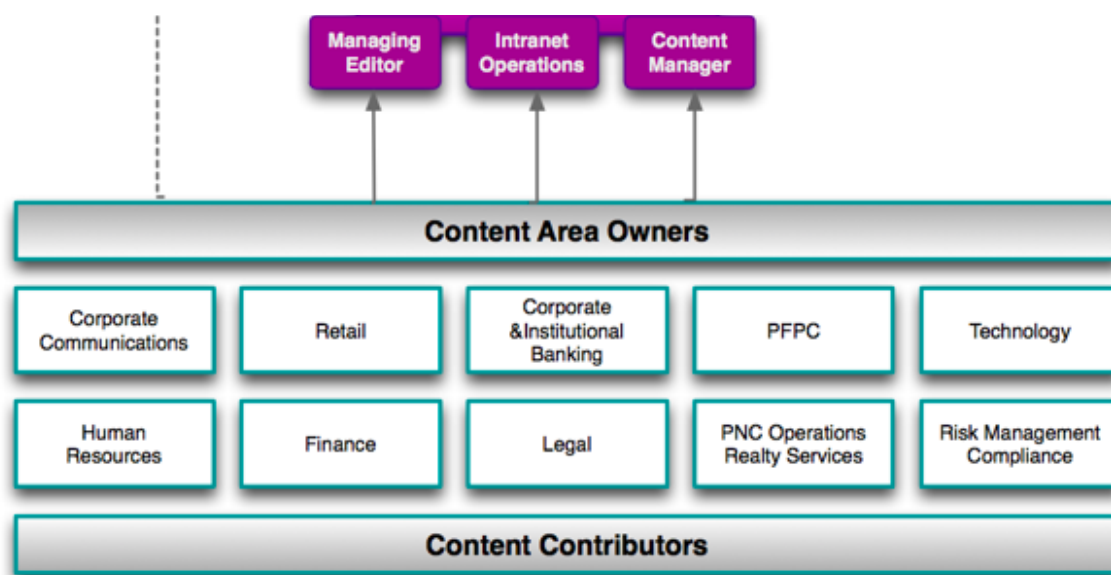 Managing
Editor
Intranet
Operations
Content
Manager
Content Area Owners
Corporate
Communications
Retail
Corporate
&Institutional
Banking
PFPC
Technology
Human
Resources
Finance
Legal
PNC Operations
Realty Services
Risk Management
Compliance
Content Contributors